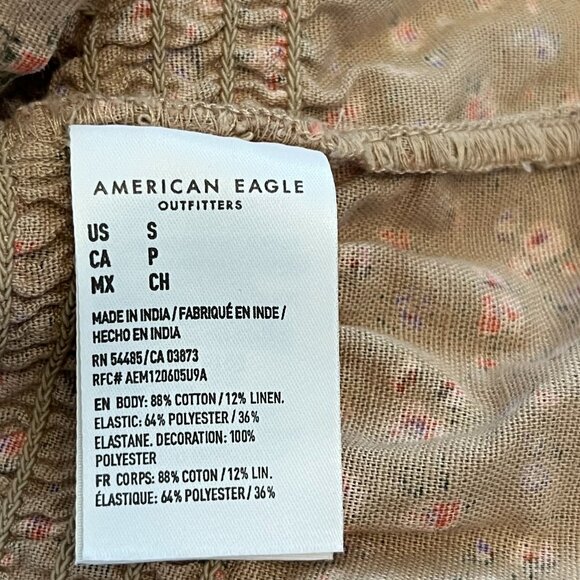 AMERICAN EAGLE
OUTFITTERS
US S
CA P
MX CH
MADE IN INDIA / FABRIQUÉ EN INDE /
HECHO EN INDIA
RN 54485 / CA 03873
RFC# AEM120605U9A
EN BODY: 88% COTTON / 12% LINEN.
ELASTIC: 64% POLYESTER / 36%
ELASTANE. DECORATION: 100%
POLYESTER
FR CORPS: 88% COTON / 12% LIN.
ÉLASTIQUE: 64% POLYESTER / 36%